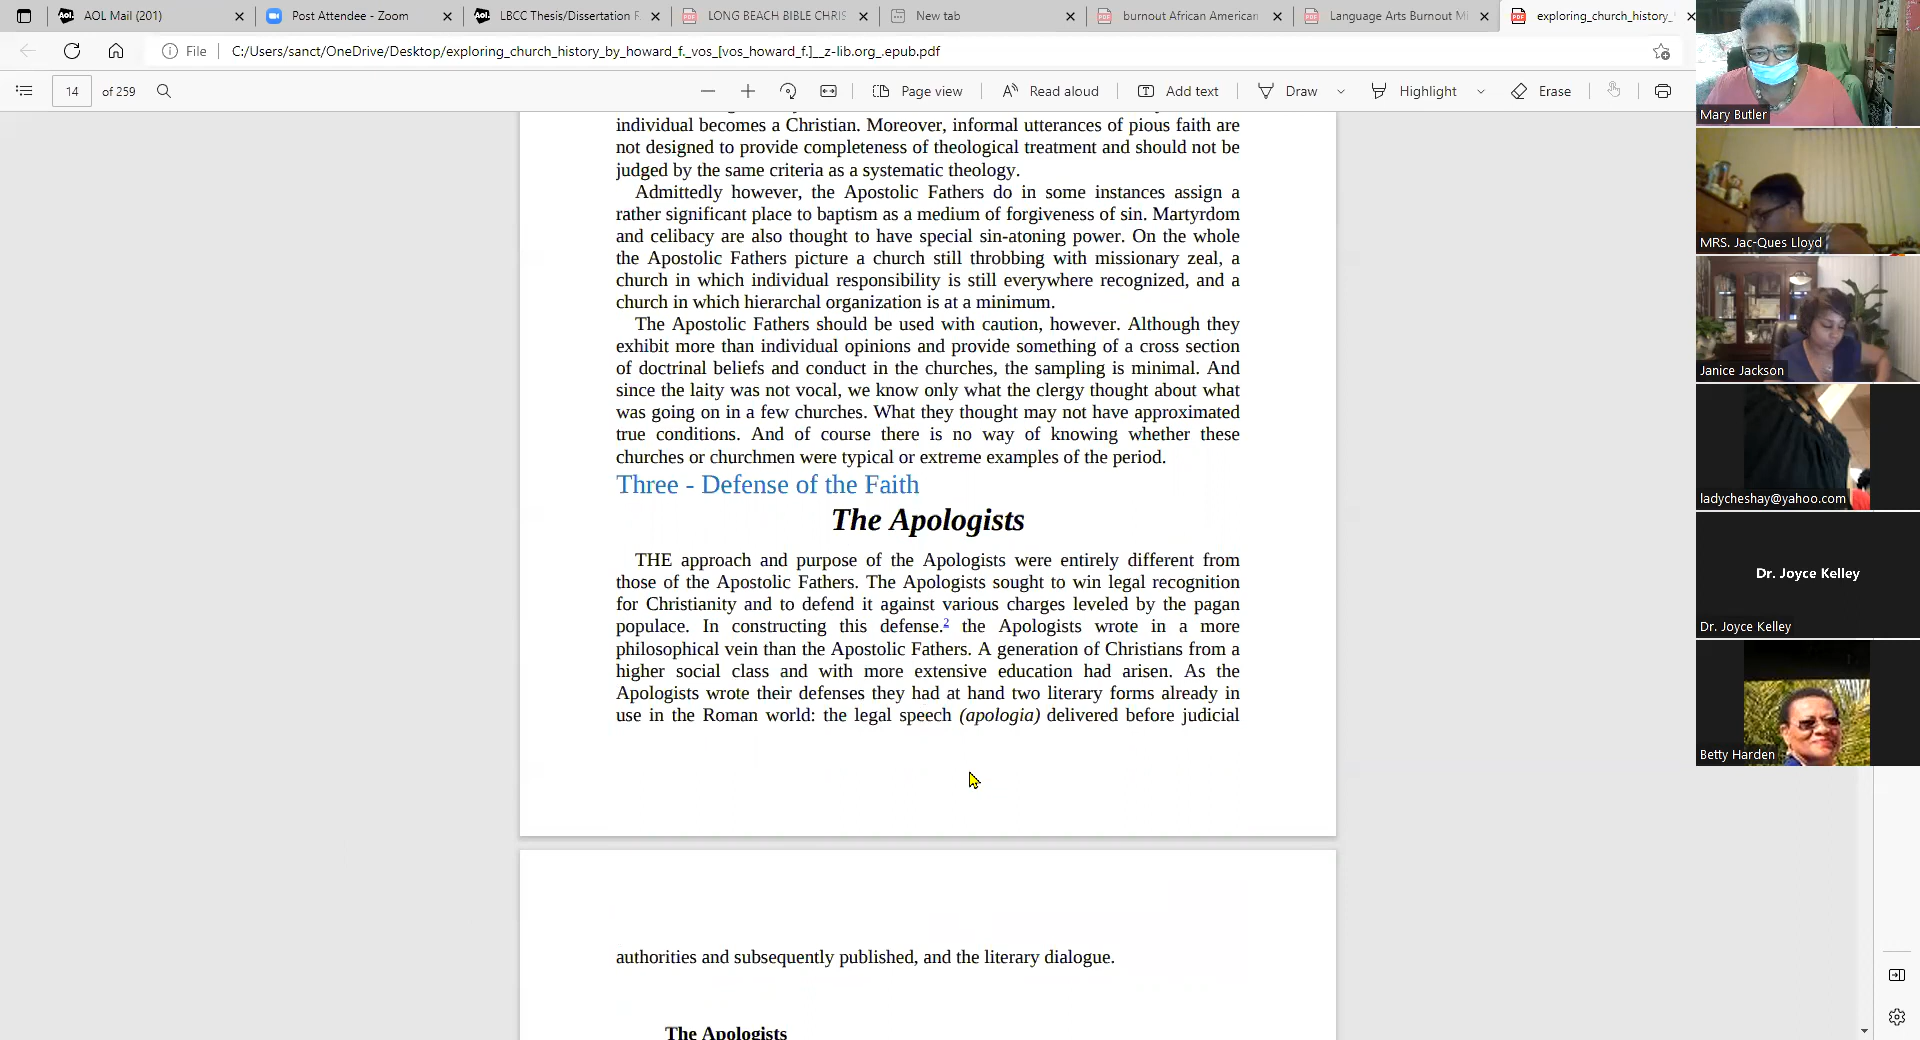 AOL Mail (201)
Post Attendee - Zoom
LBCC Thesis/Dissertation R
LONG BEACH BIBLE CHRIS
New tab
burnout African American
Language Arts Burnout MI
exploring_church_history_
File
C:/Users/sanct/OneDrive/Desktop/exploring_church_history_by_howard_f._vos_[vos_howard_f.]__z-lib.org_.epub.pdf
14 of 259
Page view
Read aloud
Add text
Draw
Highlight
Erase
individual becomes a Christian. Moreover, informal utterances of pious faith are
not designed to provide completeness of theological treatment and should not be
judged by the same criteria as a systematic theology.
Admittedly however, the Apostolic Fathers do in some instances assign a
rather significant place to baptism as a medium of forgiveness of sin. Martyrdom
and celibacy are also thought to have special sin-atoning power. On the whole
the Apostolic Fathers picture a church still throbbing with missionary zeal, a
church in which individual responsibility is still everywhere recognized, and a
church in which hierarchal organization is at a minimum.
The Apostolic Fathers should be used with caution, however. Although they
exhibit more than individual opinions and provide something of a cross section
of doctrinal beliefs and conduct in the churches, the sampling is minimal. And
since the laity was not vocal, we know only what the clergy thought about what
was going on in a few churches. What they thought may not have approximated
true conditions. And of course there is no way of knowing whether these
churches or churchmen were typical or extreme examples of the period.
Three - Defense of the Faith
The Apologists
THE approach and purpose of the Apologists were entirely different from
those of the Apostolic Fathers. The Apologists sought to win legal recognition
for Christianity and to defend it against various charges leveled by the pagan
populace. In constructing this defense.2 the Apologists wrote in a more
philosophical vein than the Apostolic Fathers. A generation of Christians from a
higher social class and with more extensive education had arisen. As the
Apologists wrote their defenses they had at hand two literary forms already in
use in the Roman world: the legal speech (apologia) delivered before judicial
authorities and subsequently published, and the literary dialogue.
The Apologists
Mary Butler
MRS. Jac-Ques Lloyd
Janice Jackson
ladycheshay@yahoo.com
Dr. Joyce Kelley
Dr. Joyce Kelley
Betty Harden